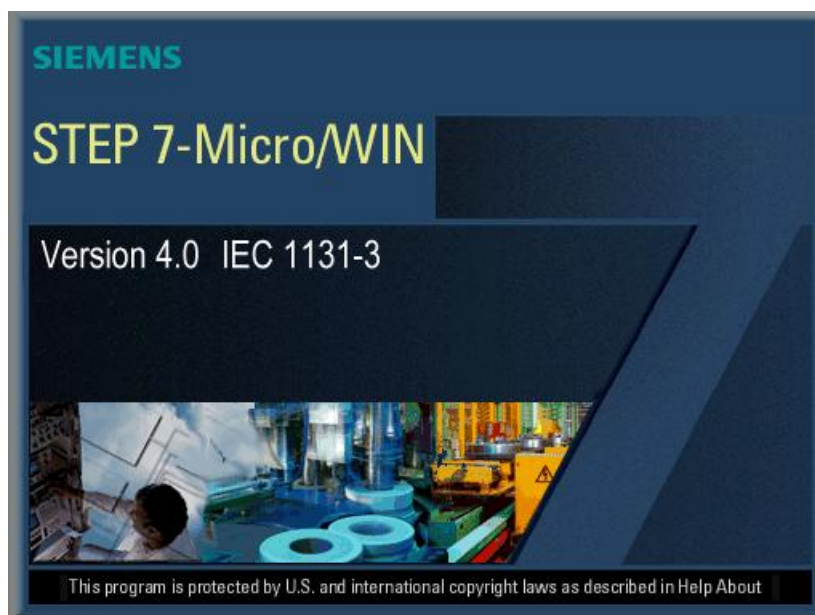 SIEMENS
STEP 7-Micro/WIN
Version 4.0 IEC 1131-3
This program is protected by U.S. and international copyright laws as described in Help About